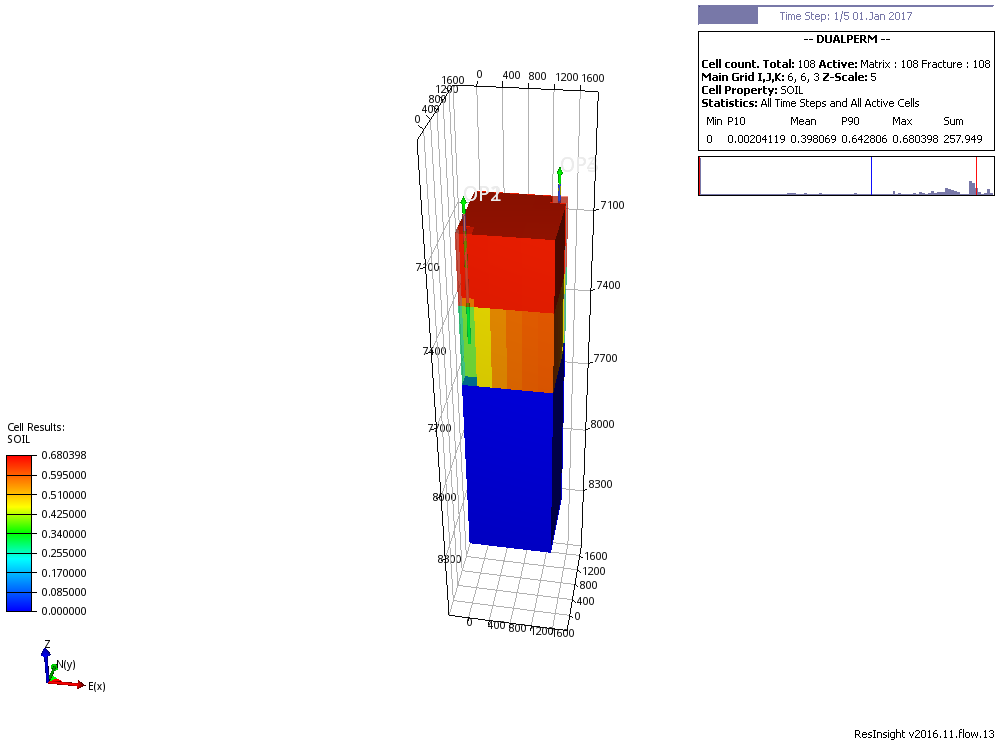 Time Step: 1/5 01.Jan 2017
-- DUALPERM --
Cell count. Total: 108 Active: Matrix : 108 Fracture : 108
Main Grid I,J,K: 6, 6, 3 Z-Scale: 5
Cell Property: SOIL
Statistics: All Time Steps and All Active Cells
Min P10 Mean P90 Max Sum
0 0.00204119 0.398069 0.642806 0.680398 257.949
0 400 800 1200 1600
1600
1200
800
400
0
7100
7400
7700
8000
8300
7100
7400
7700
8000
8300
1600
1200
800
400
0
0 400 800 1200 1600
Cell Results:
SOIL
0.680398
0.595000
0.510000
0.425000
0.340000
0.255000
0.170000
0.085000
0.000000
Z
N(y)
E(x)
ResInsight v2016.11.flow.13